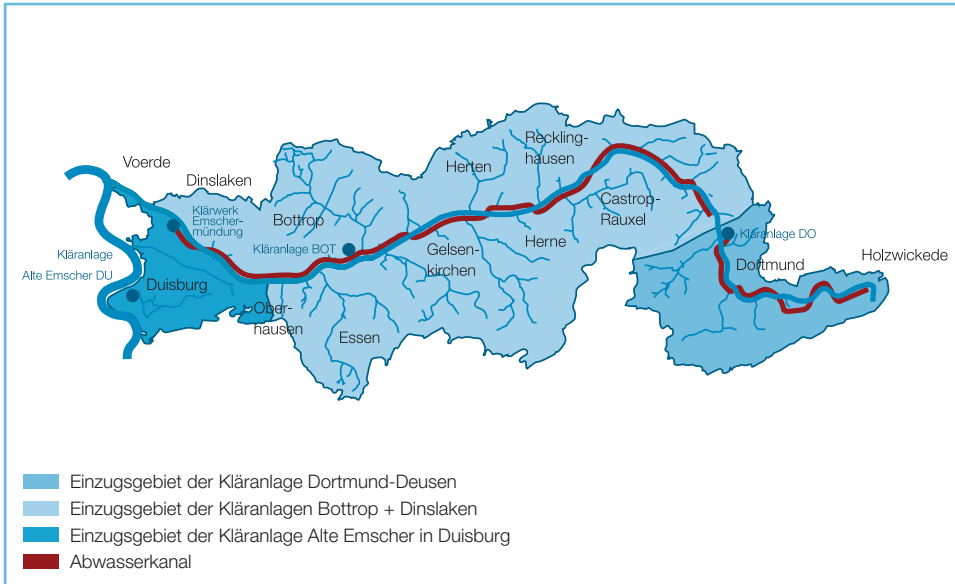 Voerde
Dinslaken
Klärwerk
Emscher-
mündung
Bottrop
Kläranlage BOT
Herten
Reckling-
hausen
Castrop-
Rauxel
Herne
Gelsen-
kirchen
Kläranlage DO
Dortmund
Holzwickede
Kläranlage
Alte Emscher DU
Duisburg
Ober-
hausen
Essen
Einzugsgebiet der Kläranlage Dortmund-Deusen
Einzugsgebiet der Kläranlagen Bottrop + Dinslaken
Einzugsgebiet der Kläranlage Alte Emscher in Duisburg
Abwasserkanal